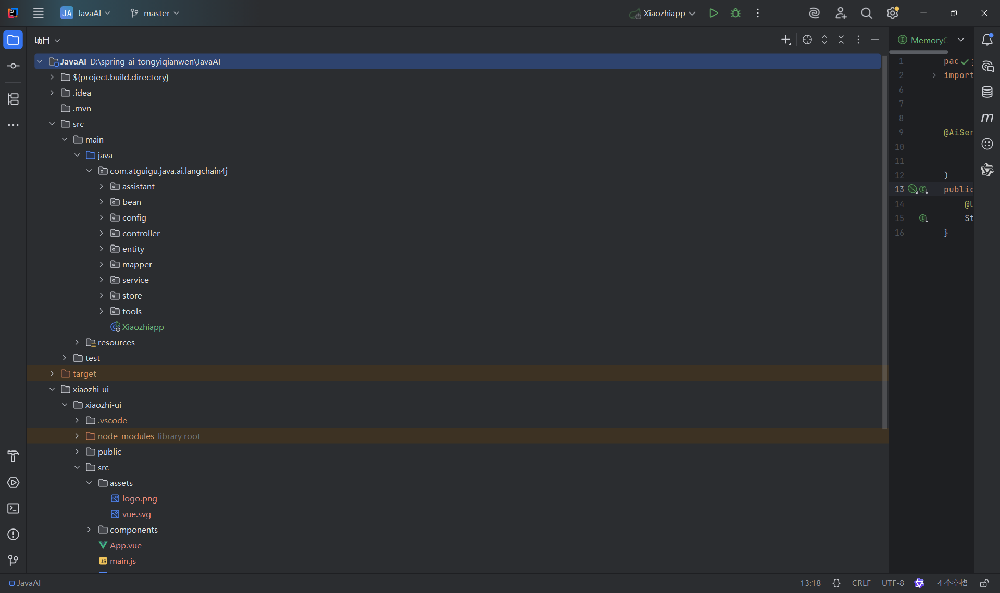 JA JavaAI master Xiaozhiapp
项目
JavaAI D:\spring-ai-tongyiqianwen\JavaAI
${project.build.directory}
.idea
.mvn
src
main
java
com.atguigu.java.ai.langchain4j
assistant
bean
config
controller
entity
mapper
service
store
tools
Xiaozhiapp
resources
test
target
xiaozhi-ui
xiaozhi-ui
.vscode
node_modules library root
public
src
assets
logo.png
vue.svg
components
App.vue
JS main.js
Memory
1 pac
2 import
6
7
8
9 @AiSer
10
11
12 )
13 public
14 @U
15 St
16 }
m
JavaAI 13:18 {} CRLF UTF-8 4 个空格